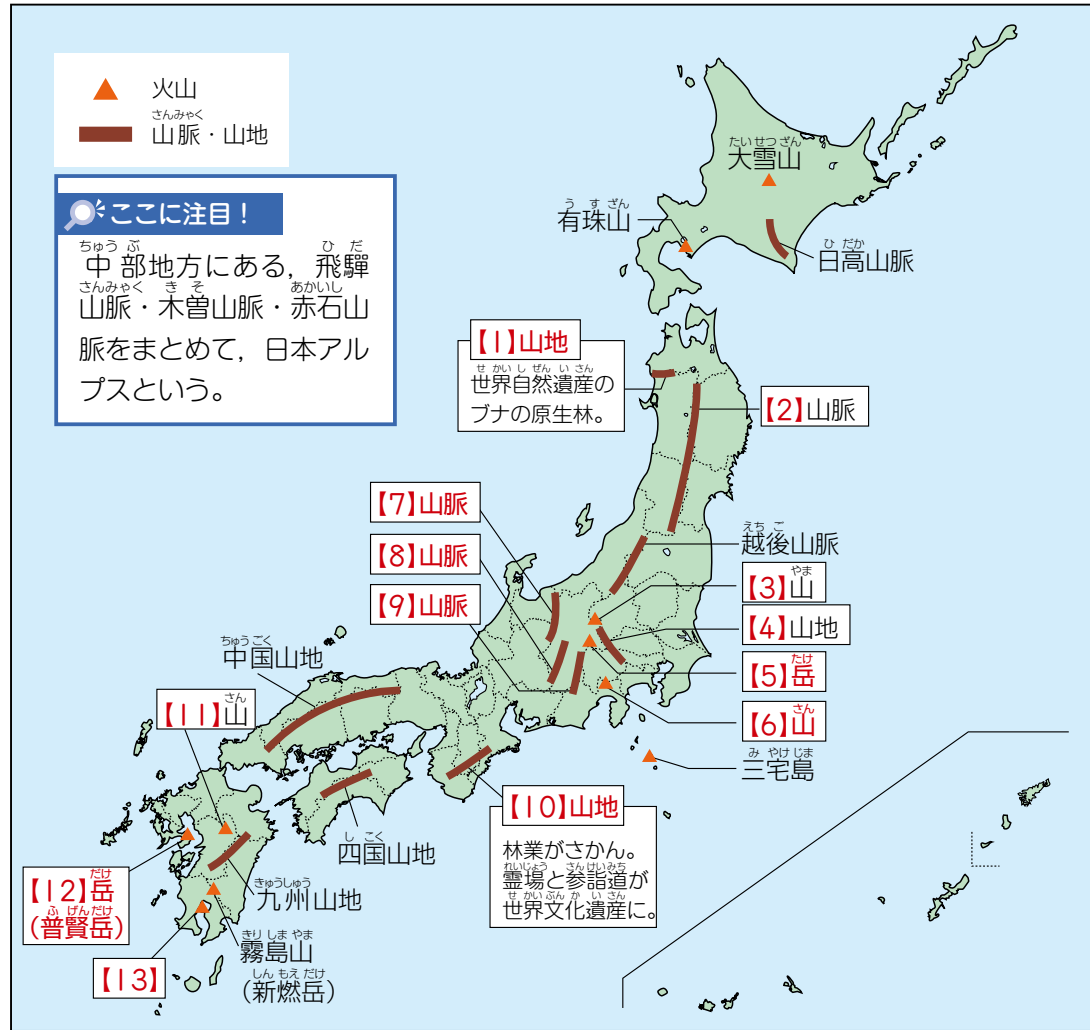 火山
さんみゃく
山脈・山地
ここに注目!
ちゅう ぶ ひ だ
中部地方にある，飛驒
さんみゃく き そ あかいし
山脈・木曽山脈・赤石山
脈をまとめて，日本アル
プスという。
たいせつざん
大雪山
う す ざん
有珠山
ひ だか
日高山脈
【1】山地
せ かい し ぜん い さん
世界自然遺産の
ブナの原生林。
【2】山脈
【7】山脈
えち ご
越後山脈
【8】山脈
やま
【3】山
【9】山脈
【4】山地
ちゅうごく
中国山地
たけ
【5】岳
さん
【11】山
さん
【6】山
み やけ じま
三宅島
【10】山地
林業がさかん。
れいじょう さんけいみち
霊場と参詣道が
せ かいぶん か い さん
世界文化遺産に。
し こく
四国山地
だけ
【12】岳
ふ げんだけ
(普賢岳)
きゅうしゅう
九州山地
きり しま やま
霧島山
しん もえ だけ
(新燃岳)
【13】